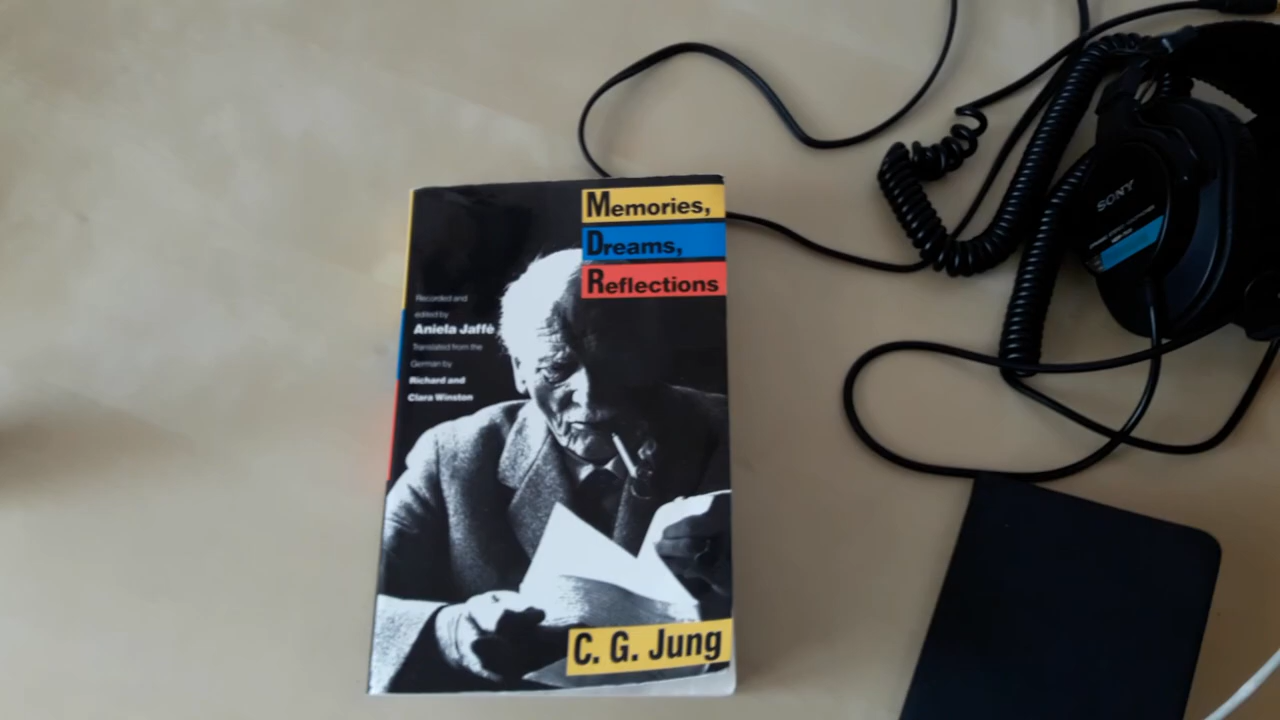 Memories,
Dreams,
Reflections
Recorded and
edited by
Aniela Jaffé
Translated from the
German by
Richard and
Clara Winston
C. G. Jung
SONY